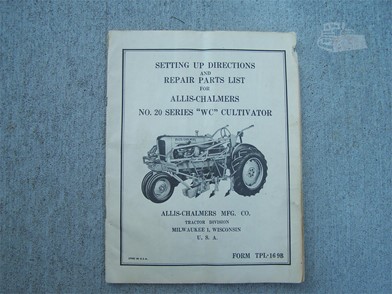 SETTING UP DIRECTIONS
AND
REPAIR PARTS LIST
FOR
ALLIS-CHALMERS
NO. 20 SERIES "WC" CULTIVATOR
ALLIS-CHALMERS MFG. CO.
TRACTOR DIVISION
MILWAUKEE 1, WISCONSIN
U. S. A.
FORM TPL-169B